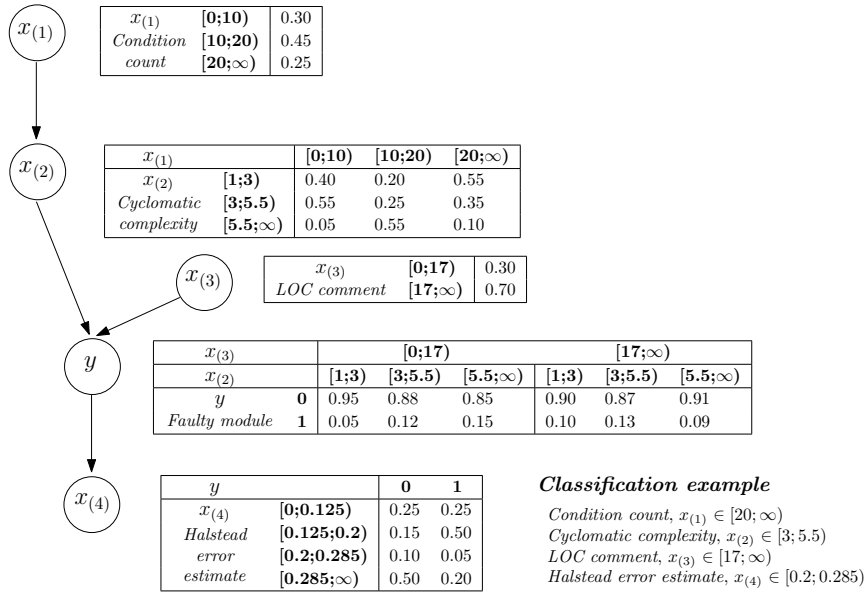 x(1)
x(1) [0;10) 0.30
Condition [10;20) 0.45
count [20;∞) 0.25
x(2)
x(1) [0;10) [10;20) [20;∞)
x(2) [1;3) 0.40 0.20 0.55
Cyclomatic [3;5.5) 0.55 0.25 0.35
complexity [5.5;∞) 0.05 0.55 0.10
x(3)
x(3) [0;17) 0.30
LOC comment [17;∞) 0.70
y
x(3) [0;17) [17;∞)
x(2) [1;3) [3;5.5) [5.5;∞) [1;3) [3;5.5) [5.5;∞)
y 0 0.95 0.88 0.85 0.90 0.87 0.91
Faulty module 1 0.05 0.12 0.15 0.10 0.13 0.09
x(4)
y 0 1
x(4) [0;0.125) 0.25 0.25
Halstead [0.125;0.2) 0.15 0.50
error [0.2;0.285) 0.10 0.05
estimate [0.285;∞) 0.50 0.20
Classification example
Condition count, x(1) ∈ [20; ∞)
Cyclomatic complexity, x(2) ∈ [3; 5.5)
LOC comment, x(3) ∈ [17; ∞)
Halstead error estimate, x(4) ∈ [0.2; 0.285)